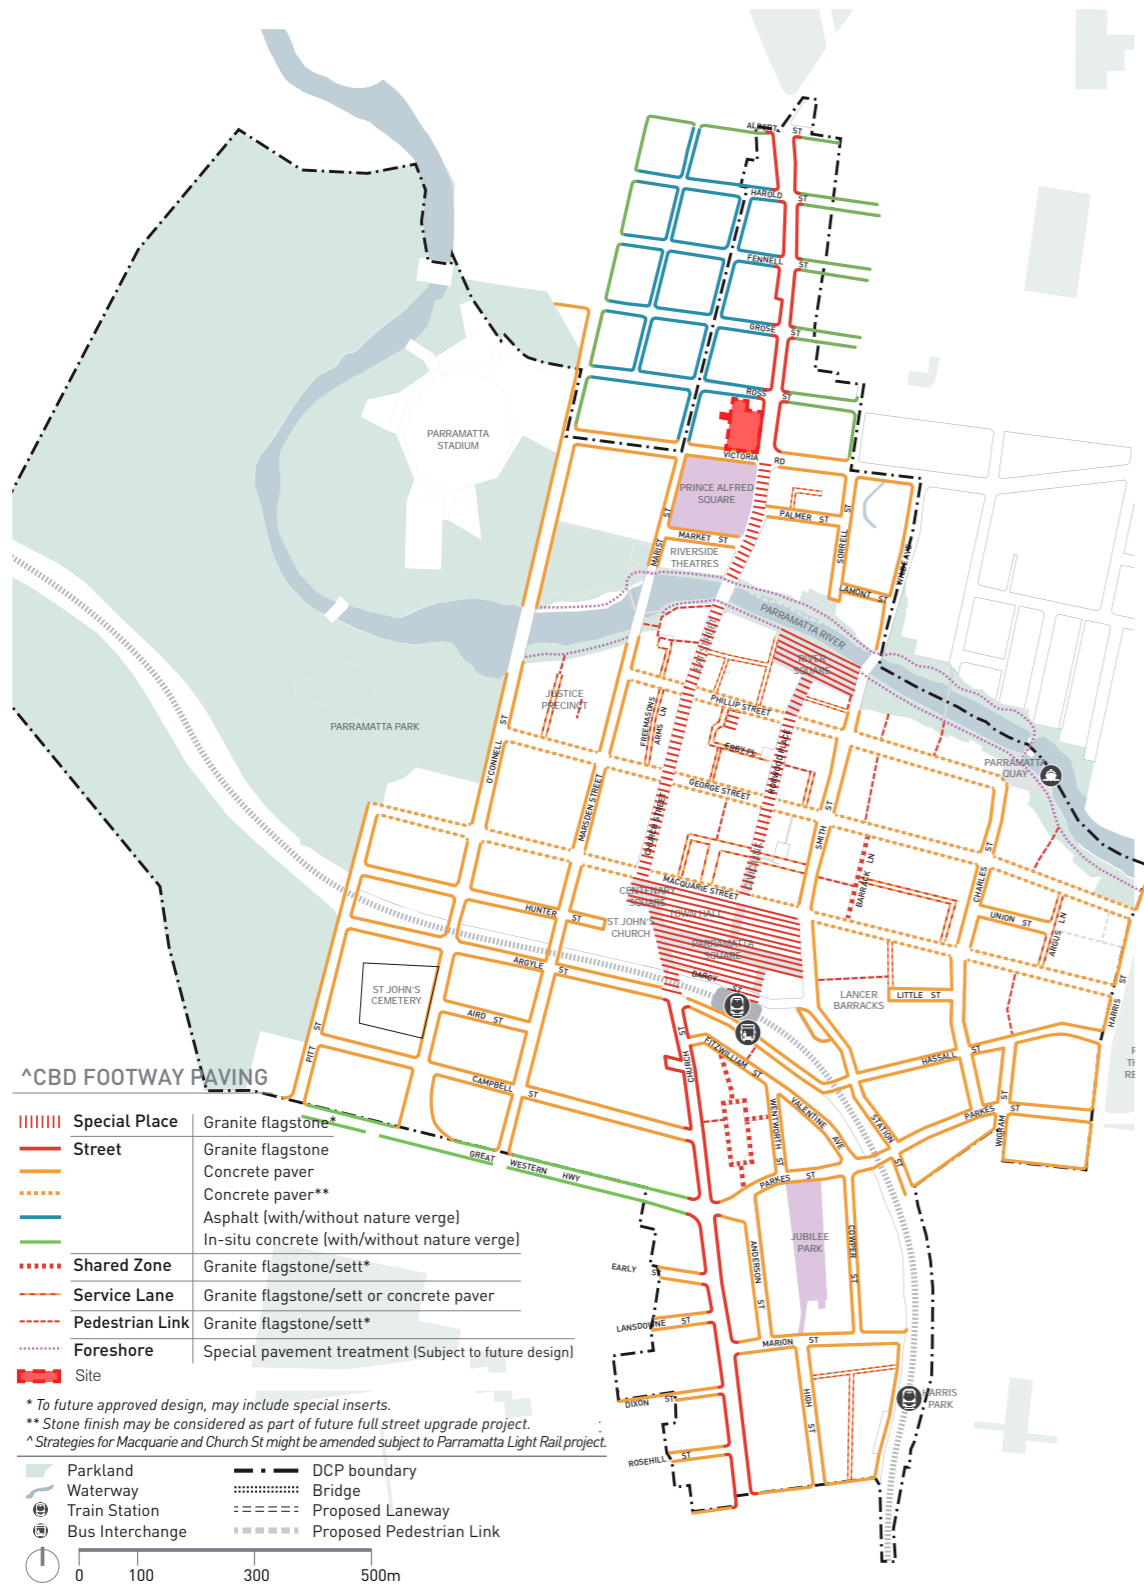 ALBERT ST
HAROLD ST
FENNELL ST
GROSE ST
ROSS ST
VICTORIA RD
PARRAMATTA
STADIUM
PRINCE ALFRED
SQUARE
PALMER ST
SORRELL ST
MARKET ST
MARIST ST
RIVERSIDE
THEATRES
LAMONT ST
WILDE AVE
PARRAMATTA RIVER
RIVER
SQUARE
CHURCH STREET
JUSTICE
PRECINCT
PARRAMATTA PARK
PHILLIP STREET
FREEMASONS
ARMS LN
ERBY PL
HORWOOD PLACE
O'CONNELL ST
PARRAMATTA
QUAY
GEORGE STREET
MARSDEN STREET
CHURCH STREET
SMITH ST
BARRACK LN
CHARLES ST
MACQUARIE STREET
CENTENARY
SQUARE
TOWN HALL
HUNTER ST
ST JOHN'S
CHURCH
UNION ST
ARGUS LN
PARRAMATTA
SQUARE
ARGYLE ST
DARCY ST
ST JOHN'S
CEMETERY
LANCER
BARRACKS
LITTLE ST
HARRIS ST
AIRD ST
PITT ST
CHURCH ST
FITZWILLIAM ST
HASSALL ST
CAMPBELL ST
WENTWORTH ST
VALENTINE AVE
STATION ST
PARKES ST
WIGRAM ST
R
TH
RE
GREAT WESTERN HWY
PARKES ST
JUBILEE
PARK
ANDERSON ST
COWPER ST
EARLY ST
LANSDOWNE ST
MARION ST
DIXON ST
HIGH ST
HARRIS
PARK
ROSEHILL ST
^CBD FOOTWAY PAVING
Special Place Granite flagstone*
Street Granite flagstone
Concrete paver
Concrete paver**
Asphalt (with/without nature verge)
In-situ concrete (with/without nature verge)
Shared Zone Granite flagstone/sett*
Service Lane Granite flagstone/sett or concrete paver
Pedestrian Link Granite flagstone/sett*
Foreshore Special pavement treatment (Subject to future design)
Site
* To future approved design, may include special inserts.
** Stone finish may be considered as part of future full street upgrade project.
^ Strategies for Macquarie and Church St might be amended subject to Parramatta Light Rail project.
Parkland
Waterway
Train Station
Bus Interchange
DCP boundary
Bridge
Proposed Laneway
Proposed Pedestrian Link
0 100 300 500m